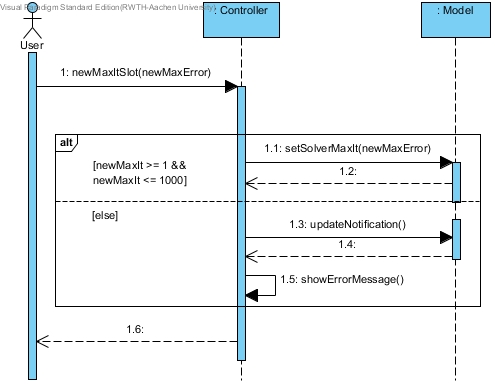 Visual Paradigm Standard Edition(RWTH-Aachen University)
: Controller
: Model
User
1: newMaxItSlot(newMaxError)
alt
[newMaxIt >= 1 &&
newMaxIt <= 1000]
1.1: setSolverMaxIt(newMaxError)
1.2:
[else]
1.3: updateNotification()
1.4:
1.5: showErrorMessage()
1.6: